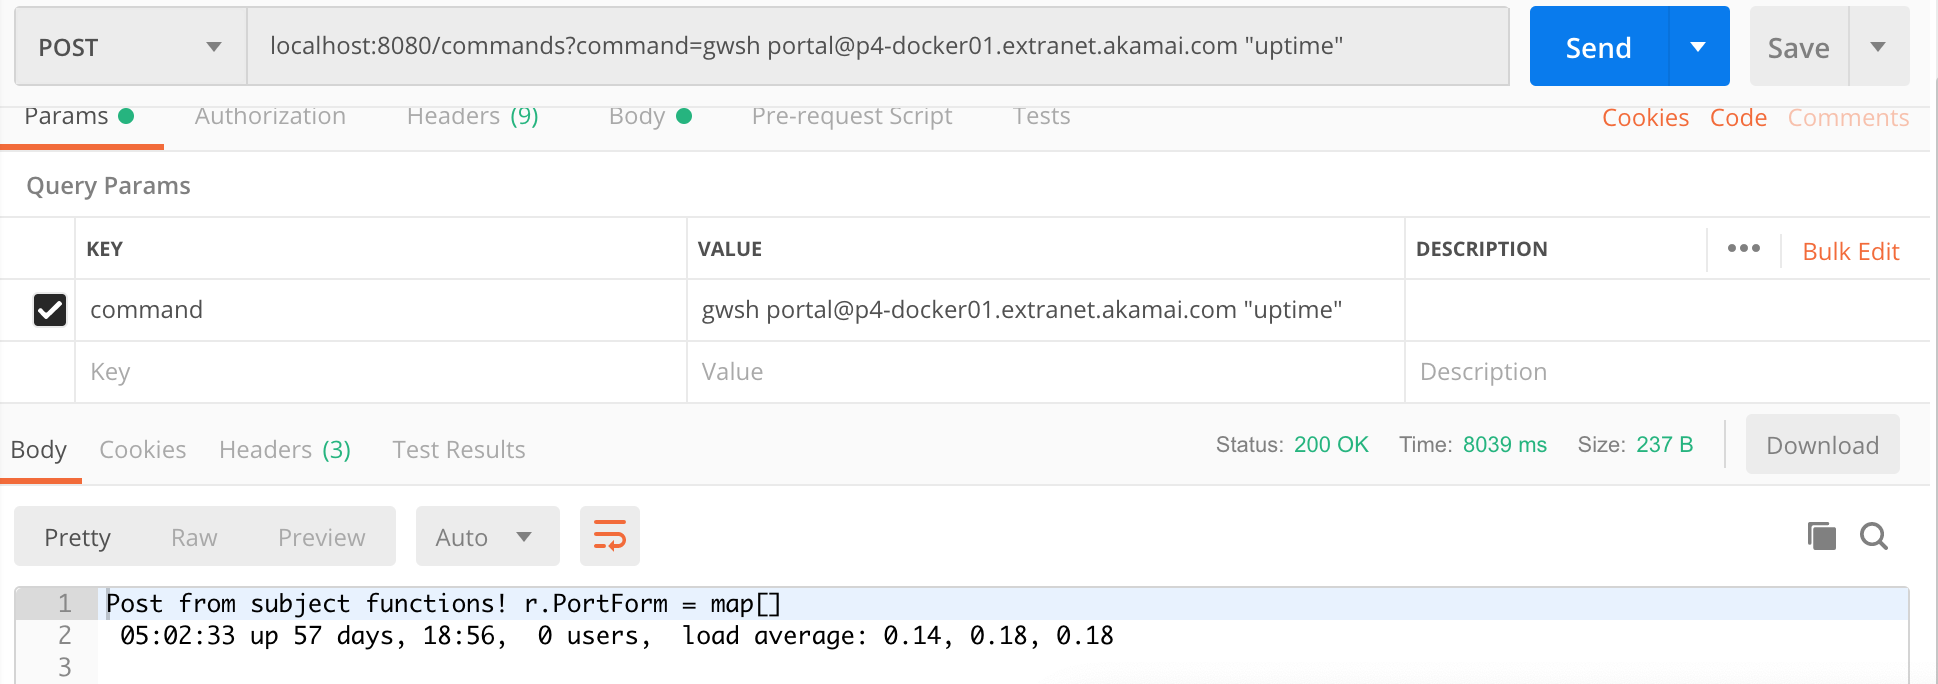 POST localhost:8080/commands?command=gwsh portal@p4-docker01.extranet.akamai.com "uptime" Send Save
Params Authorization Headers (9) Body Pre-request Script Tests Cookies Code Comments
Query Params
KEY VALUE DESCRIPTION ••• Bulk Edit
command gwsh portal@p4-docker01.extranet.akamai.com "uptime"
Key Value Description
Body Cookies Headers (3) Test Results Status: 200 OK Time: 8039 ms Size: 237 B Download
Pretty Raw Preview Auto
1 Post from subject functions! r.PortForm = map[]
2 05:02:33 up 57 days, 18:56, 0 users, load average: 0.14, 0.18, 0.18
3